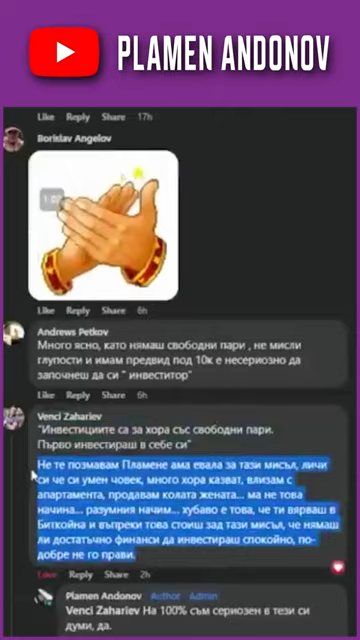 PLAMEN ANDONOV
Like Reply Share 17h
Borislav Angelov
Like Reply Share 6h
Andrews Petkov
Много ясно, като нямаш свободни пари , не мисли
глупости и имам предвид под 10к е несериозно да
започнеш да си " инвеститор"
Like Reply Share 6h
Venci Zahariev
"Инвестициите са за хора със свободни пари.
Първо инвестираш в себе си"
Не те познавам Пламене ама евала за тази мисъл, личи
си че си умен човек, много хора казват, влизам с
апартамента, продавам колата жената... ма не това
начина... разумния начин... хубаво е това, че ти вярваш в
Биткойна и въпреки това стоиш зад тази мисъл, че нямаш
ли достатъчно финанси да инвестираш спокойно, по-
добре не го прави.
Love Reply Share 2h
Plamen Andonov Author Admin
Venci Zahariev На 100% съм сериозен в тези си
думи, да.